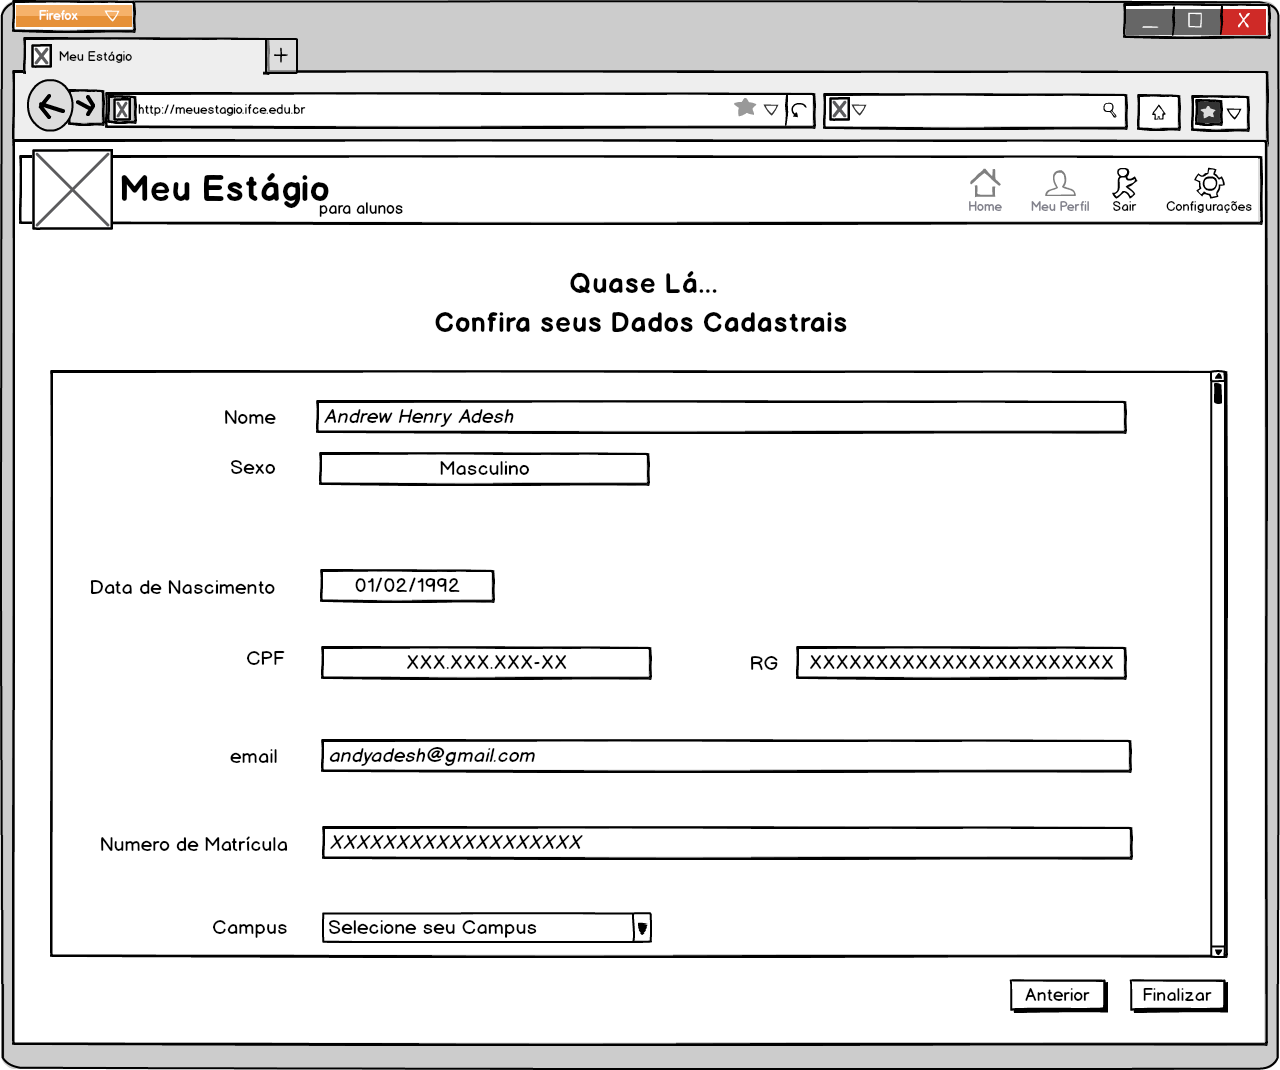 Firefox
Meu Estágio
http://meuestagio.ifce.edu.br
Meu Estágio
para alunos
Home
Meu Perfil
Sair
Configurações
Quase Lá...
Confira seus Dados Cadastrais
Nome
Andrew Henry Adesh
Sexo
Masculino
Data de Nascimento
01/02/1992
CPF
XXX.XXX.XXX-XX
RG
XXXXXXXXXXXXXXXXXXXXXXX
email
andyadesh@gmail.com
Numero de Matrícula
XXXXXXXXXXXXXXXXXXX
Campus
Selecione seu Campus
Anterior
Finalizar